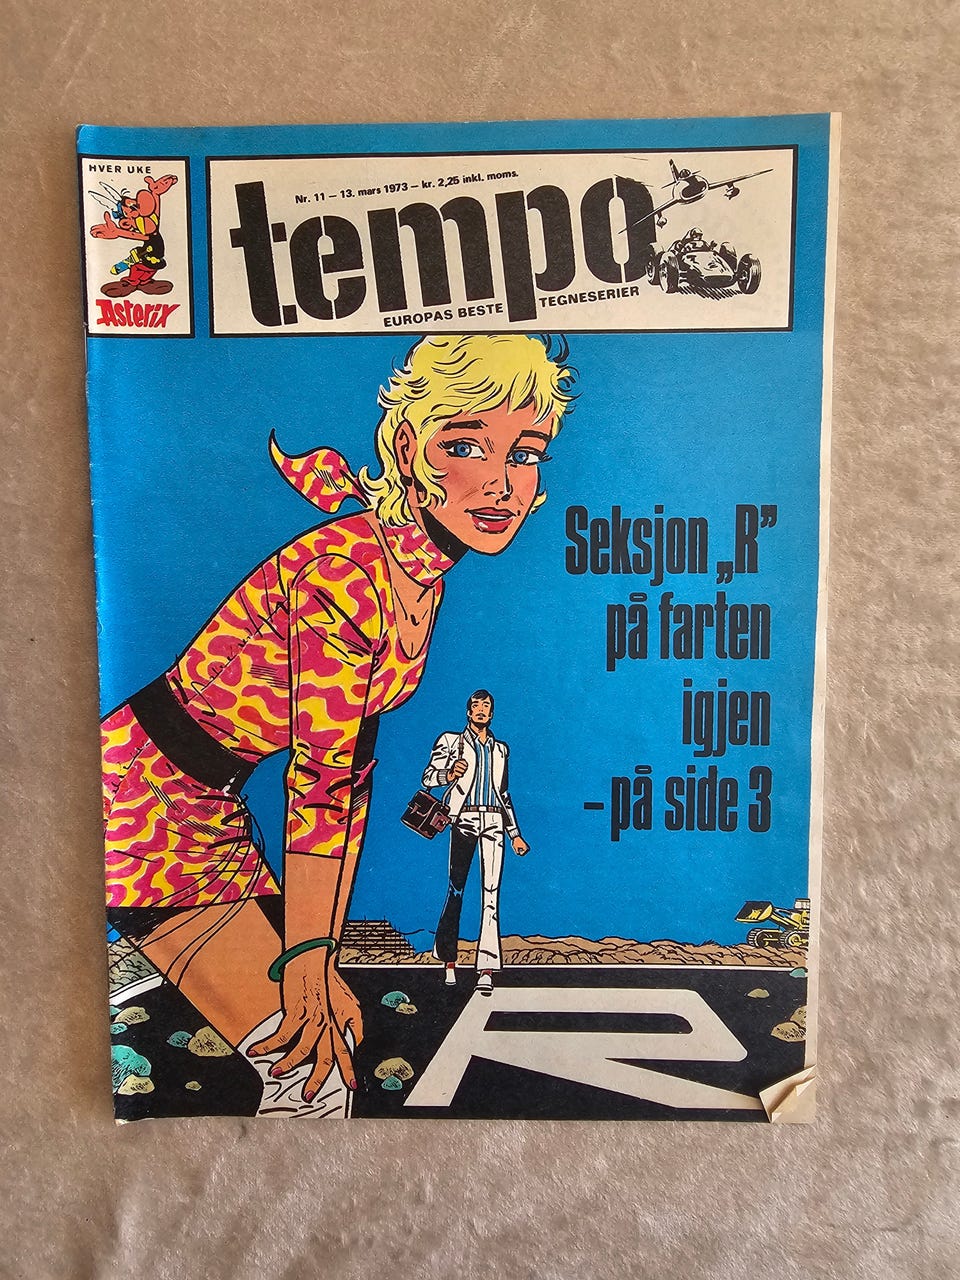 HVER UKE
Asterix
Nr. 11 – 13. mars 1973 – kr. 2,25 inkl. moms.
tempo
EUROPAS BESTE TEGNESERIER
Seksjon „R”
på farten
igjen
– på side 3
R